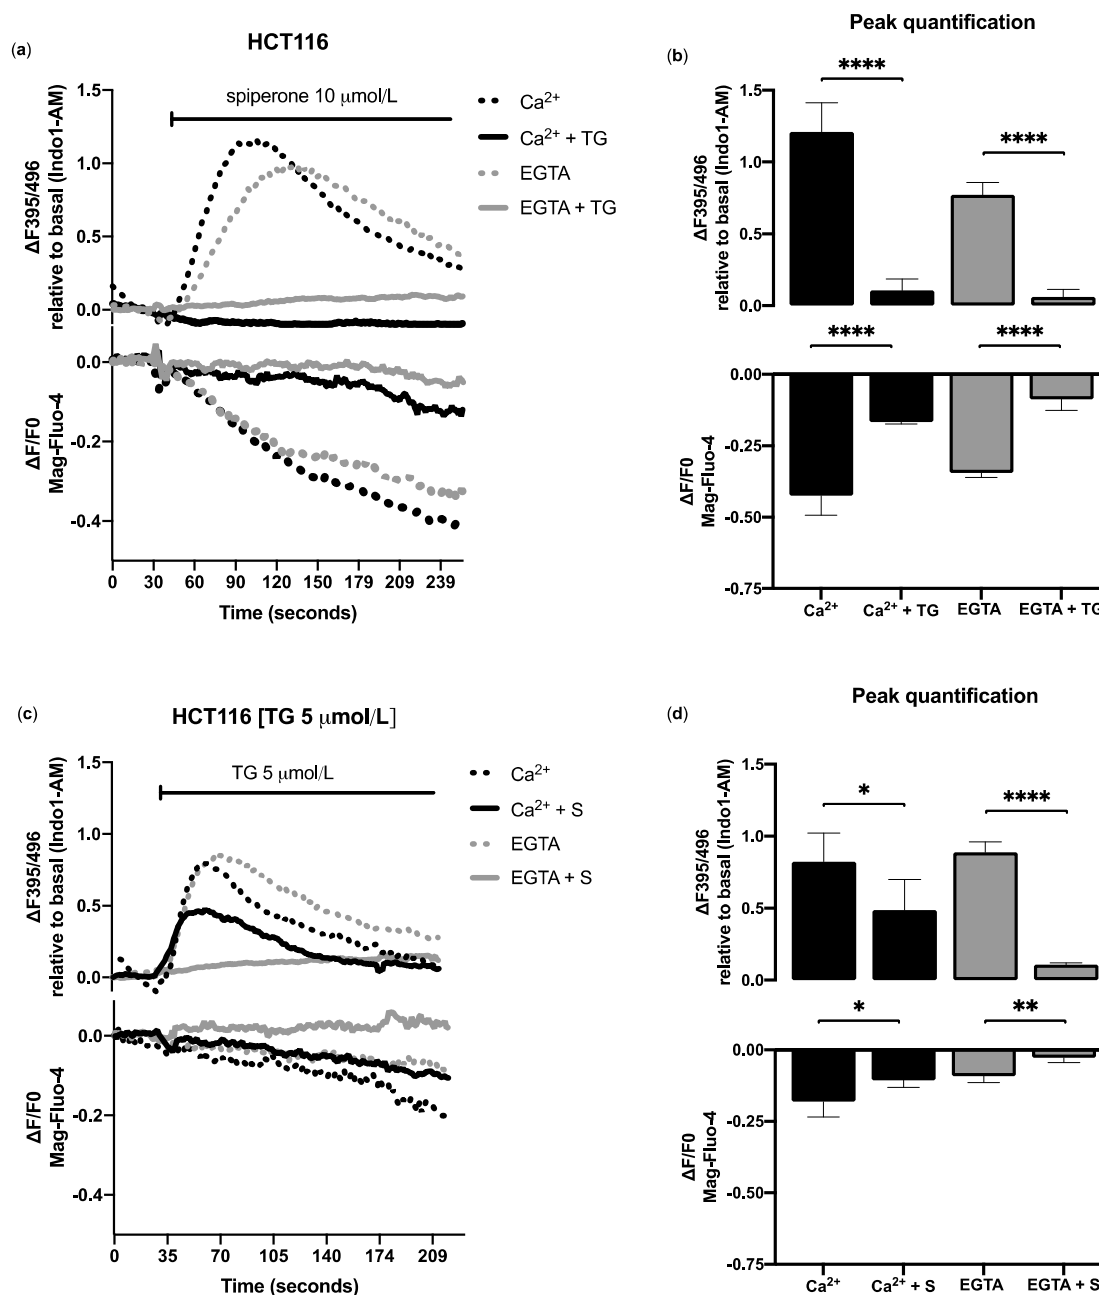 (a)
HCT116
spiperone 10 μmol/L
Ca²⁺
Ca²⁺ + TG
EGTA
EGTA + TG
ΔF395/496
relative to basal (Indo1-AM)
1.5
1.0
0.5
0.0
ΔF/F0
Mag-Fluo-4
0.0
-0.2
-0.4
0 30 60 90 120 150 179 209 239
Time (seconds)
(b)
Peak quantification
**** ****
ΔF395/496
relative to basal (Indo1-AM)
1.5
1.0
0.5
0.0
**** ****
ΔF/F0
Mag-Fluo-4
0.00
-0.25
-0.50
-0.75
Ca²⁺ Ca²⁺ + TG EGTA EGTA + TG
(c)
HCT116 [TG 5 μmol/L]
TG 5 μmol/L
Ca²⁺
Ca²⁺ + S
EGTA
EGTA + S
ΔF395/496
relative to basal (Indo1-AM)
1.5
1.0
0.5
0.0
ΔF/F0
Mag-Fluo-4
0.0
-0.2
-0.4
0 35 70 105 140 174 209
Time (seconds)
(d)
Peak quantification
* ****
ΔF395/496
relative to basal (Indo1-AM)
1.5
1.0
0.5
0.0
* **
ΔF/F0
Mag-Fluo-4
0.00
-0.25
-0.50
-0.75
Ca²⁺ Ca²⁺ + S EGTA EGTA + S